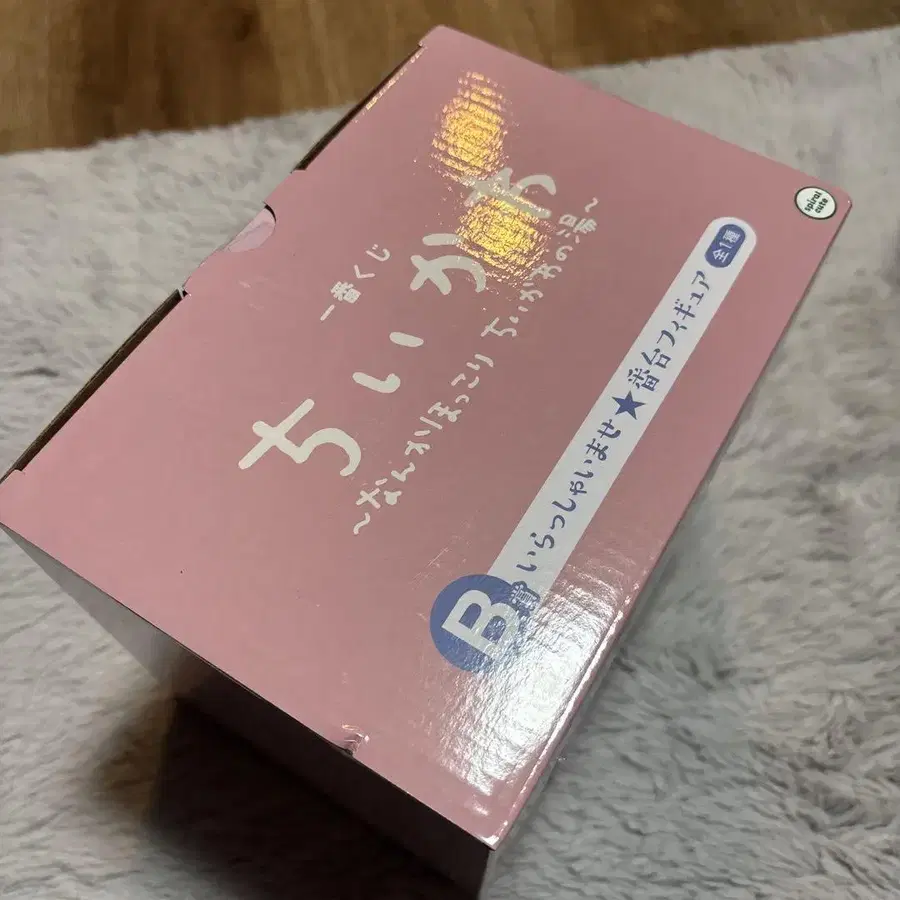 一番くじ
ちいかわ
~なんかほっこり ちいかわの湯~
B賞 いらっしゃいませ★番台フィギュア 全1種
spiral cute